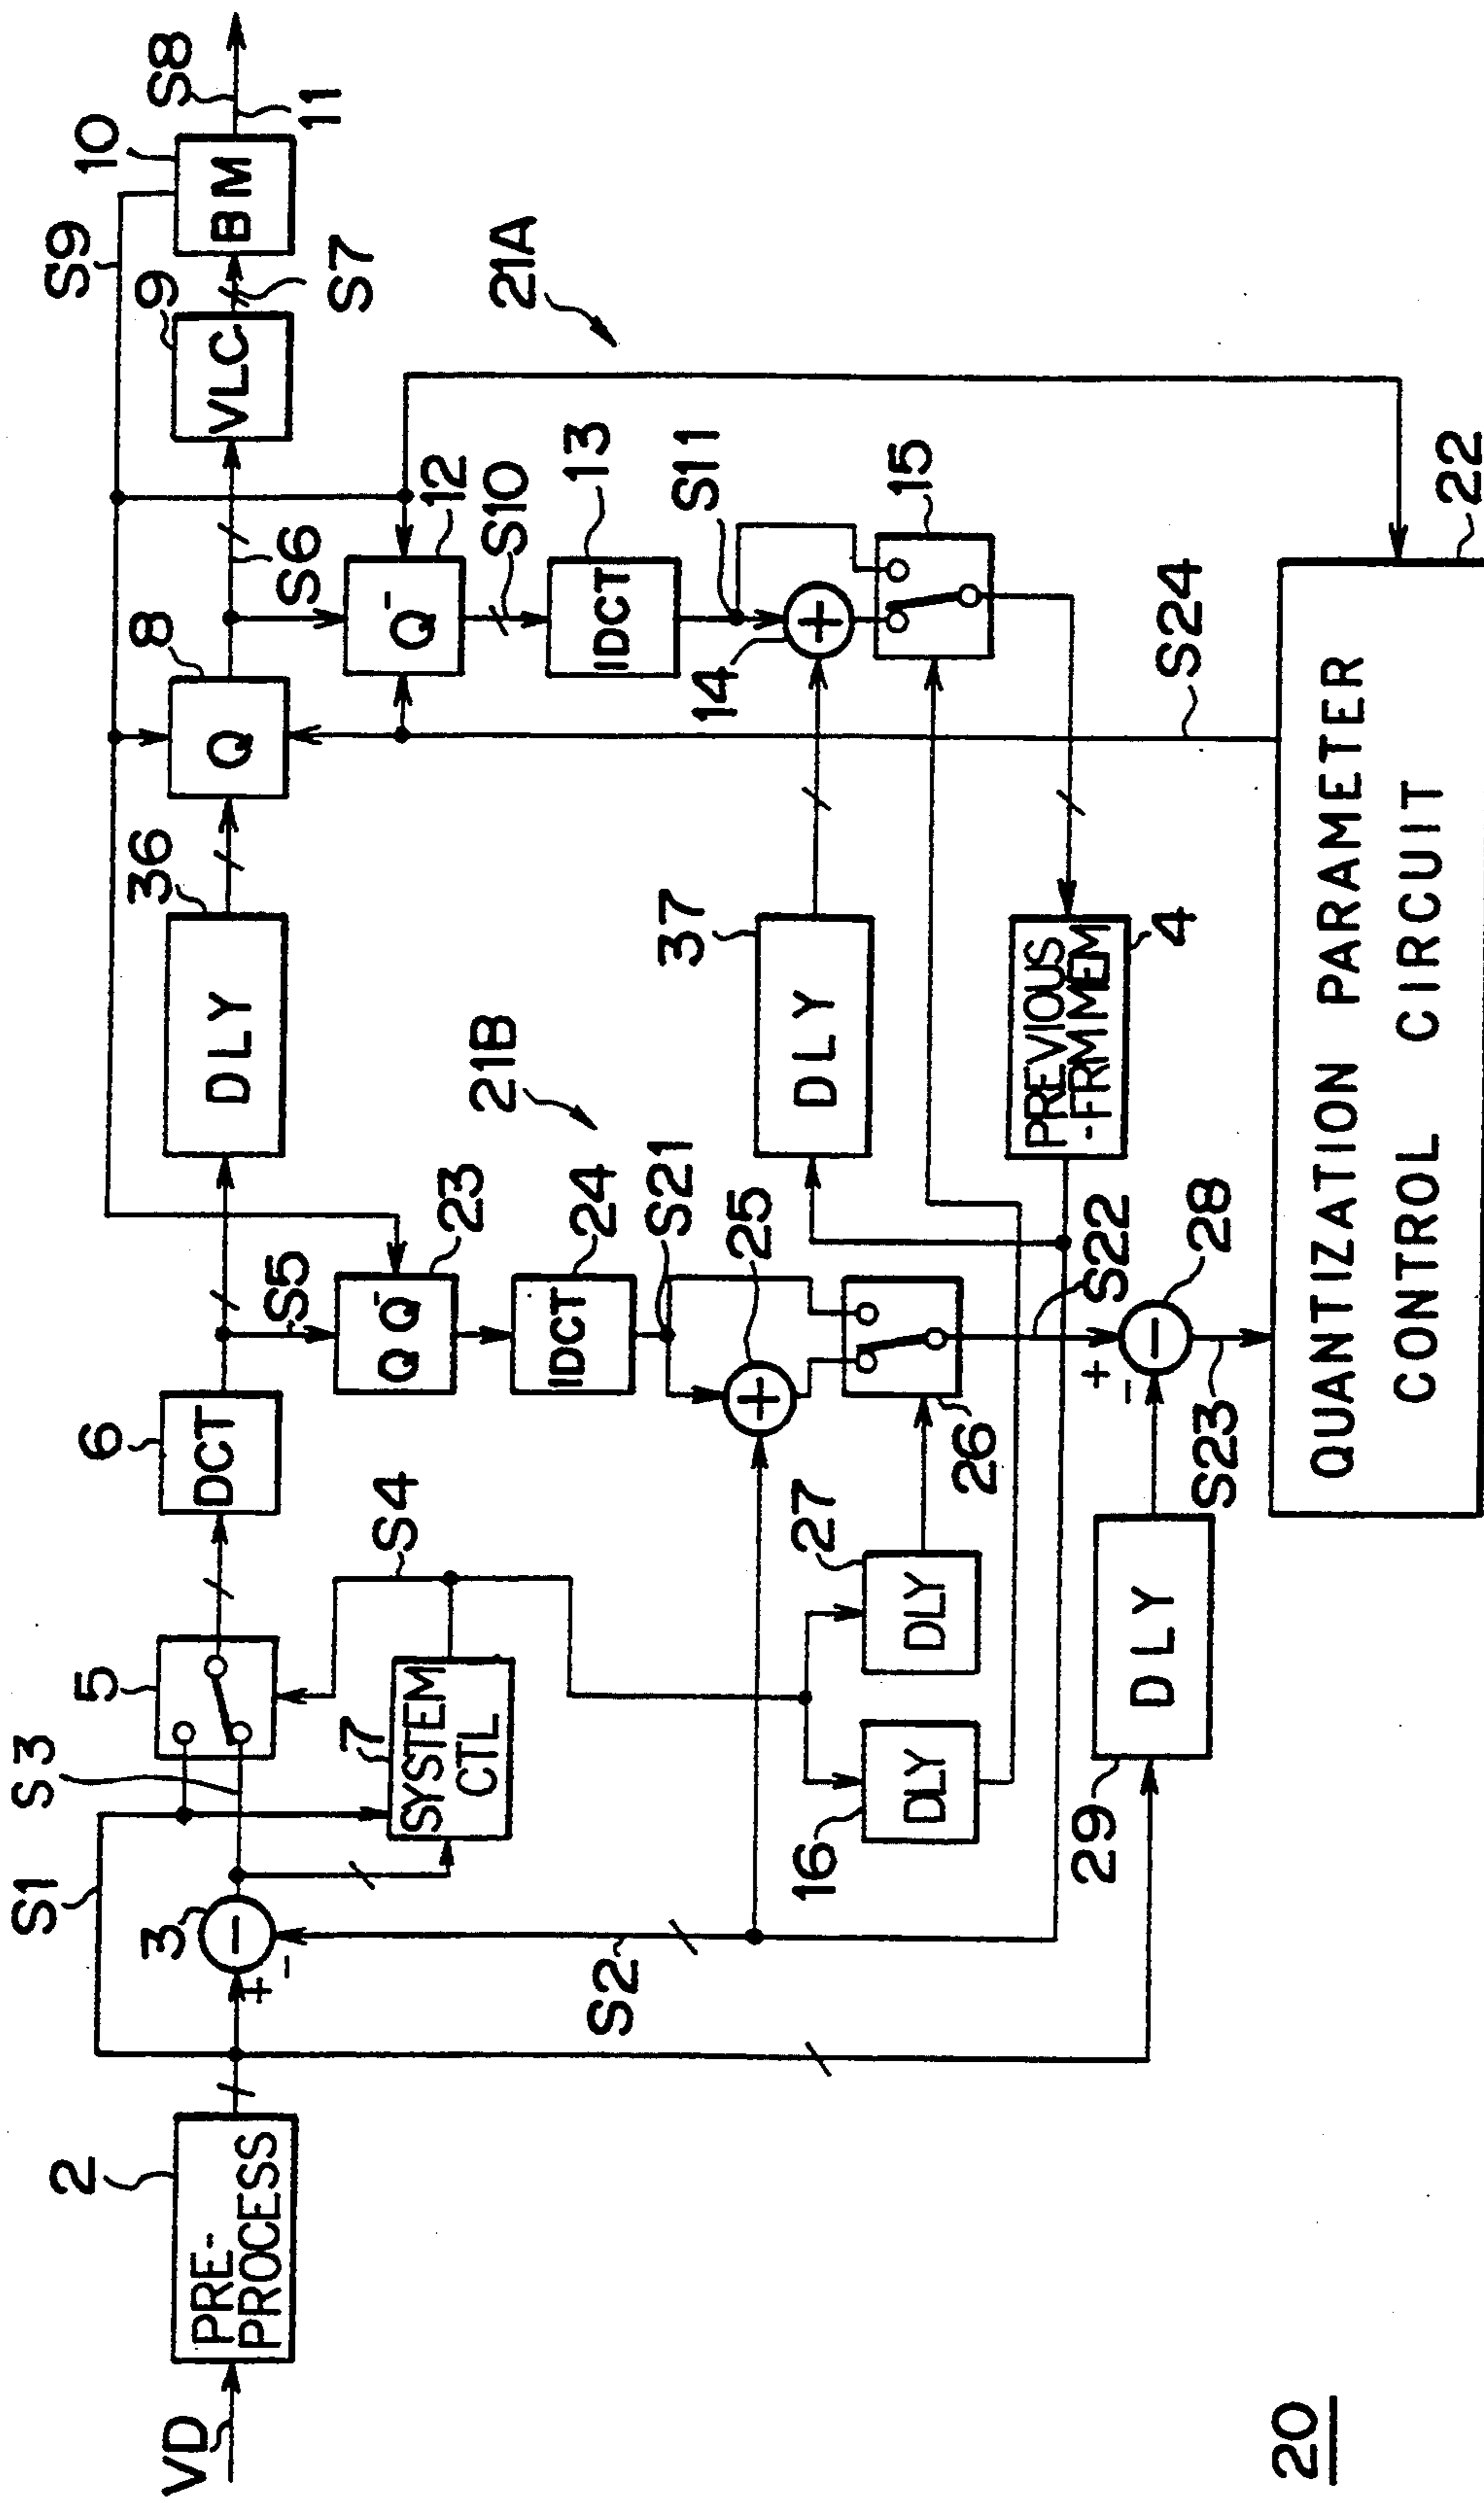 VD
2
PRE-
PROCESS
S1
S3
3
+
-
-
S2
5
7
SYSTEM
CTL
S4
6
DCT
S5
16
DLY
27
DLY
29
DLY
23
Q Q⁻
24
IDCT
S21
25
+
26
21B
S22
28
+
-
-
S23
36
DLY
37
DLY
PREVIOUS
-FRM MEM
4
8
Q
S6
12
Q⁻
S10
13
IDCT
S11
14
+
15
S24
21A
9
VLC
S7
S9
10
BM
S8
11
22
QUANTIZATION PARAMETER
CONTROL CIRCUIT
20